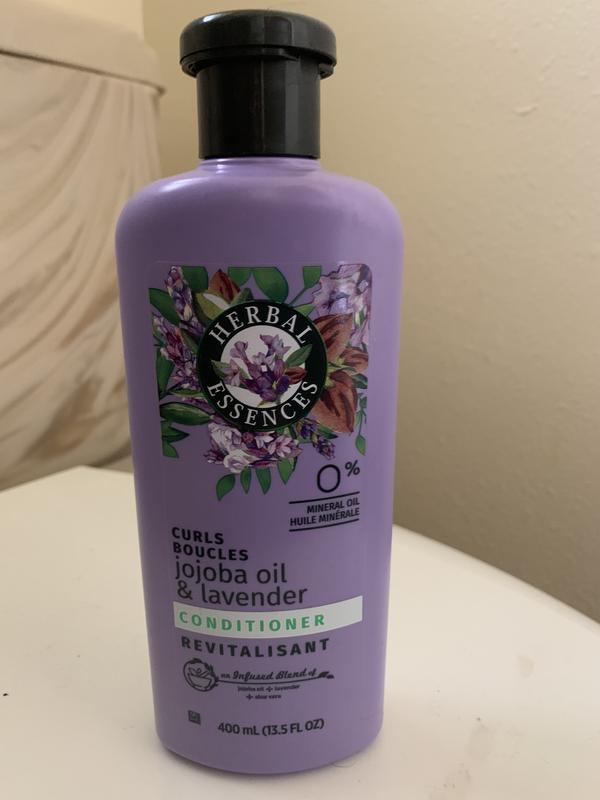 HERBAL
ESSENCES
0%
MINERAL OIL
HUILE MINÉRALE
CURLS
BOUCLES
jojoba oil
& lavender
CONDITIONER
REVITALISANT
an Infused Blend of
jojoba oil + lavender
+ aloe vera
400 mL (13.5 FL OZ)